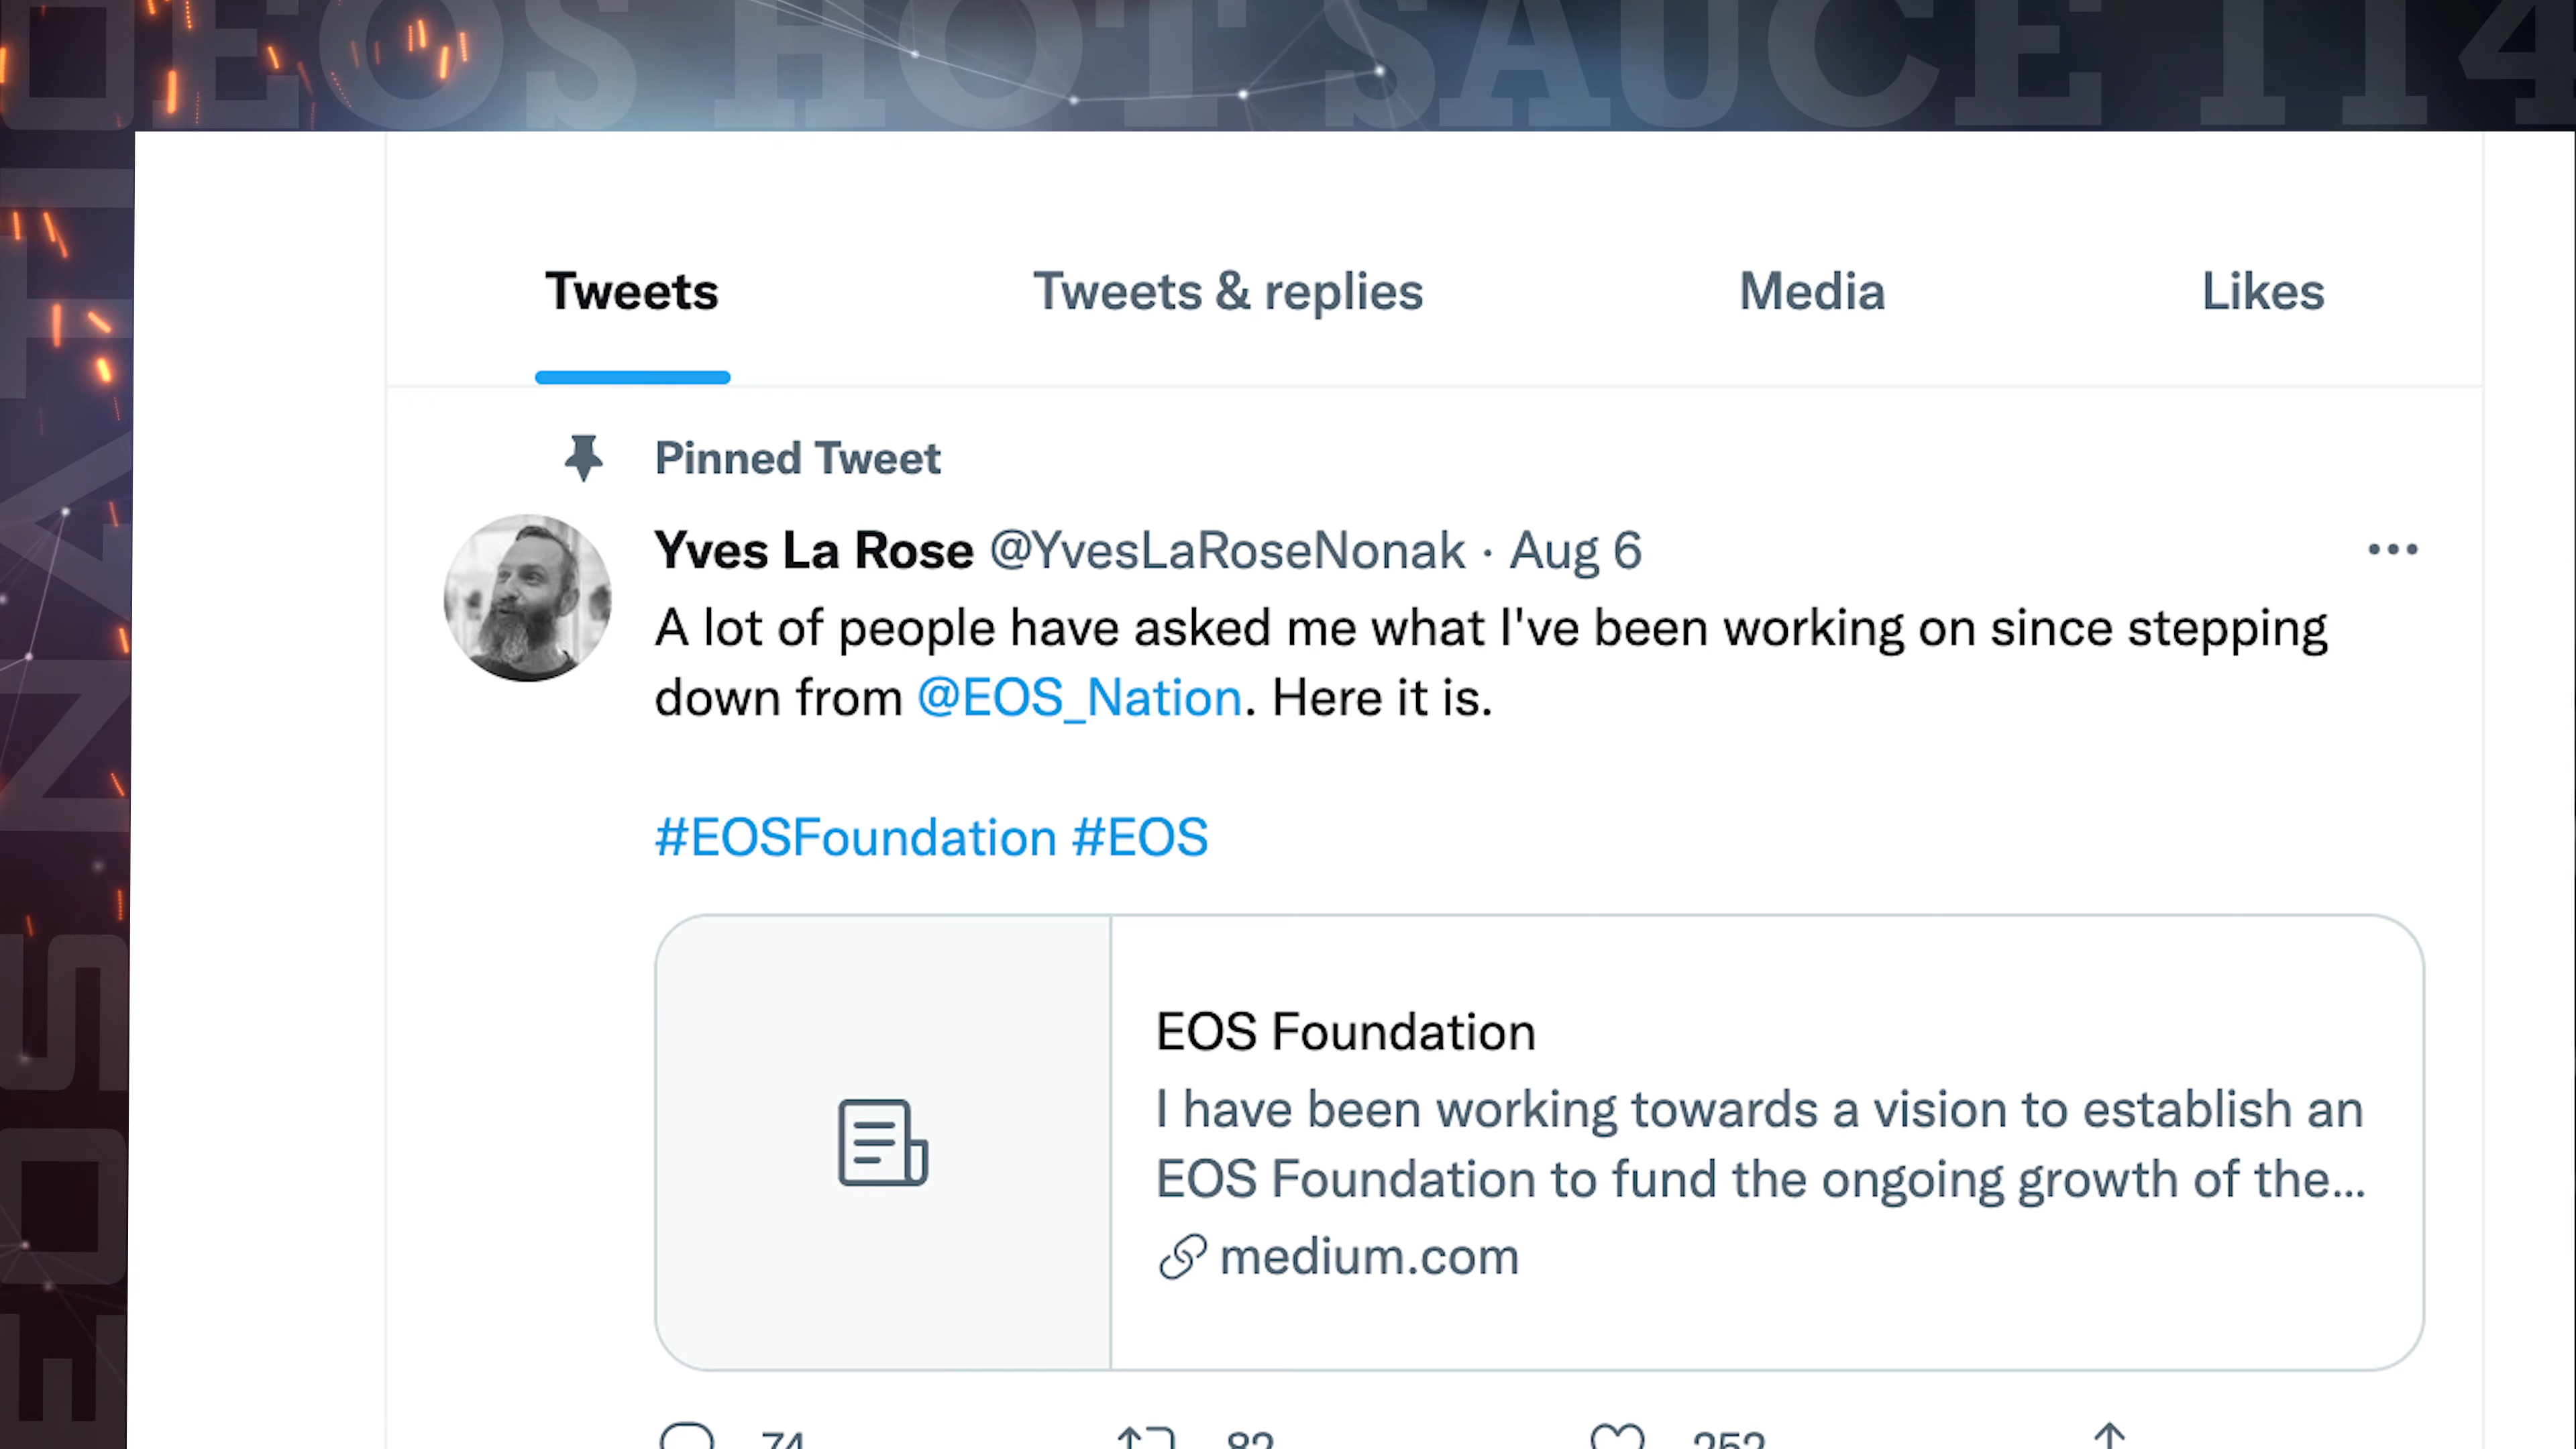 EOS HOT SAUCE 114
Tweets Tweets & replies Media Likes
Pinned Tweet
Yves La Rose @YvesLaRoseNonak · Aug 6
A lot of people have asked me what I've been working on since stepping
down from @EOS_Nation. Here it is.
#EOSFoundation #EOS
EOS Foundation
I have been working towards a vision to establish an
EOS Foundation to fund the ongoing growth of the...
medium.com
74 82 252